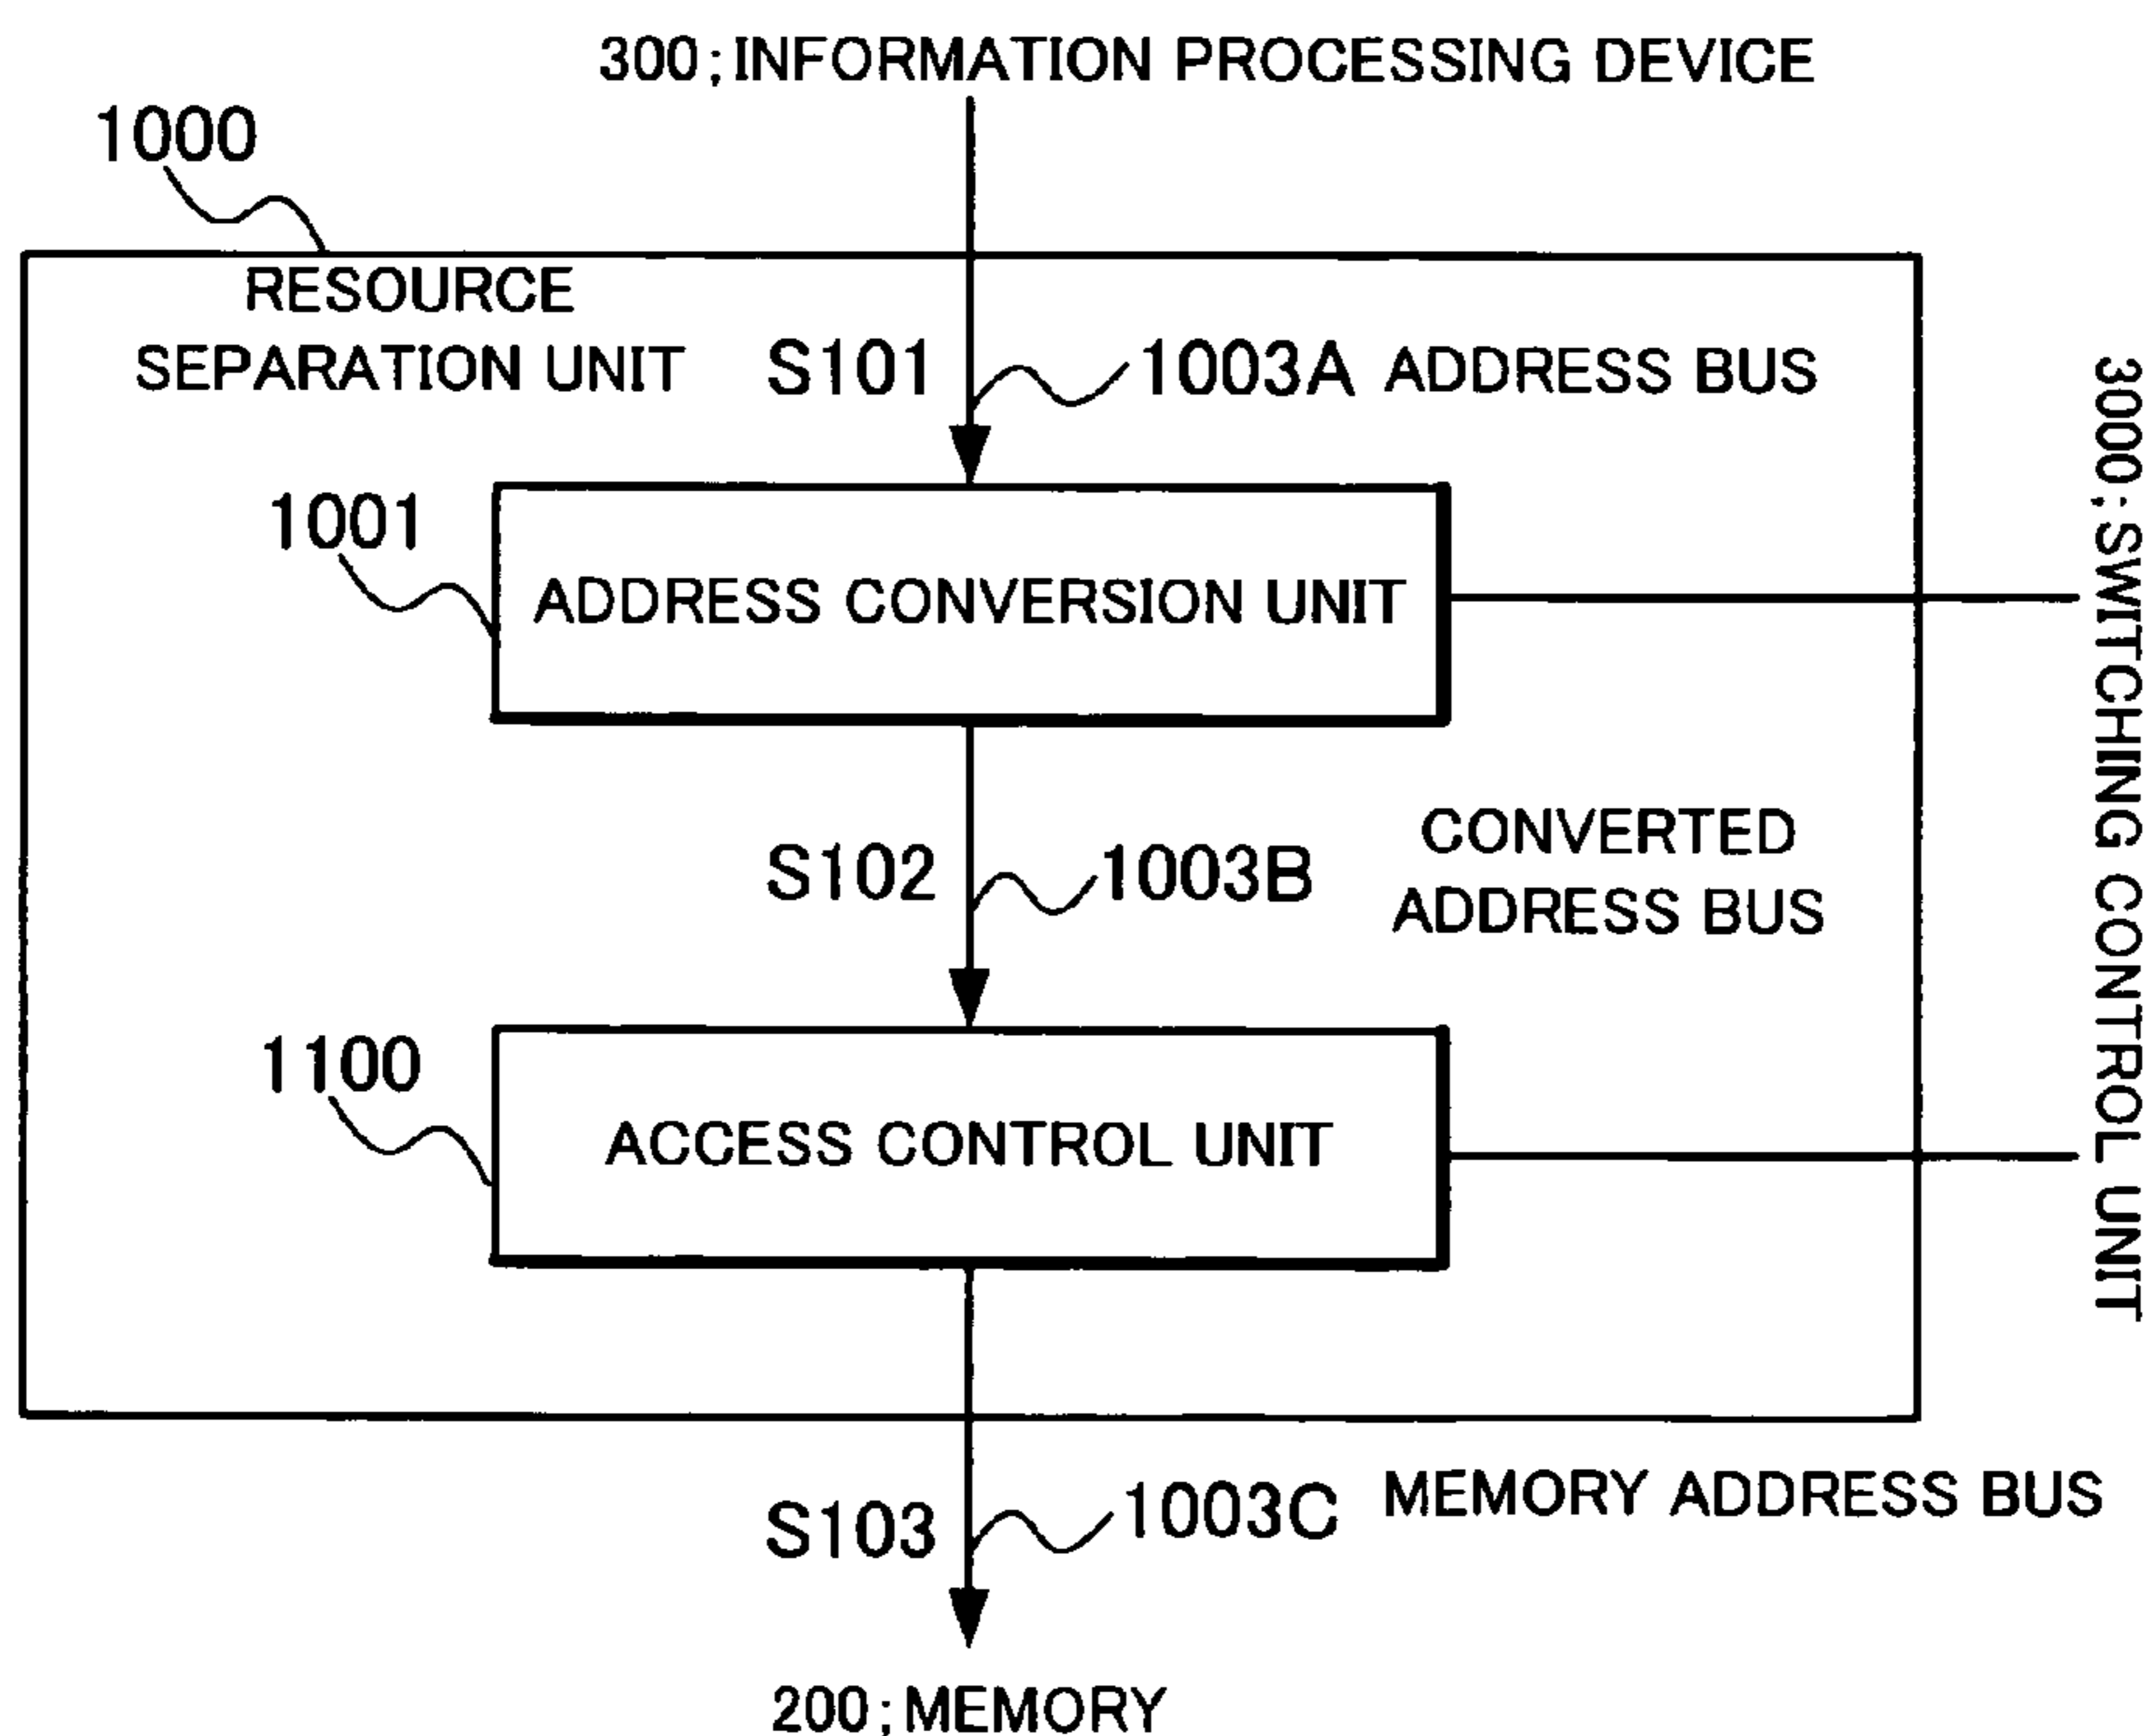 300;INFORMATION PROCESSING DEVICE
1000
RESOURCE
SEPARATION UNIT
S101
1003A ADDRESS BUS
1001
ADDRESS CONVERSION UNIT
3000;SWITCHING CONTROL UNIT
CONVERTED
ADDRESS BUS
S102
1003B
1100
ACCESS CONTROL UNIT
S103
1003C MEMORY ADDRESS BUS
200;MEMORY